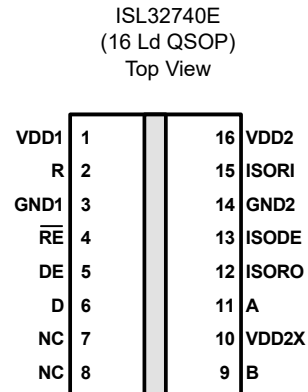 ISL32740E
(16 Ld QSOP)
Top View
VDD1 1 16 VDD2
R 2 15 ISORI
GND1 3 14 GND2
R̅E̅ 4 13 ISODE
DE 5 12 ISORO
D 6 11 A
NC 7 10 VDD2X
NC 8 9 B